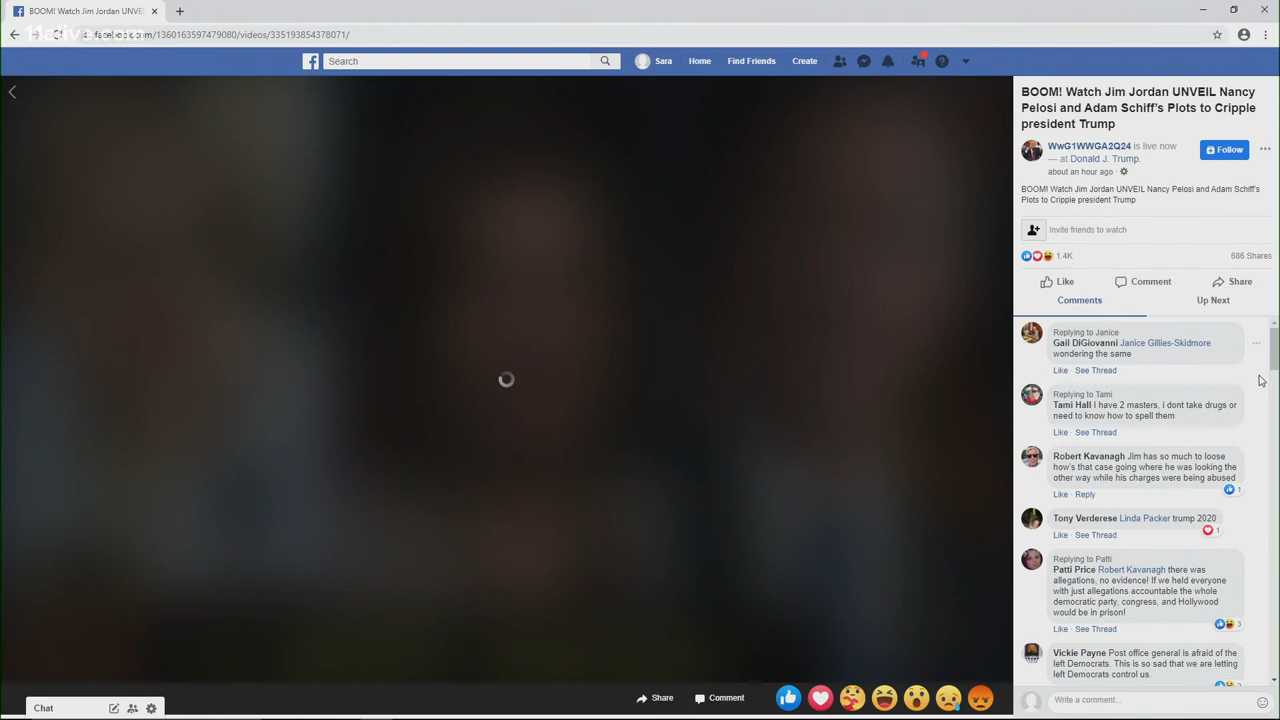 BOOM! Watch Jim Jordan UNVEIL
11alive.com
facebook.com/1360163597479080/videos/335193854378071/
Search
Sara
Home
Find Friends
Create
BOOM! Watch Jim Jordan UNVEIL Nancy
Pelosi and Adam Schiff's Plots to Cripple
president Trump
WwG1WWGA2Q24 is live now
— at Donald J. Trump.
about an hour ago ·
Follow
BOOM! Watch Jim Jordan UNVEIL Nancy Pelosi and Adam Schiff's
Plots to Cripple president Trump
Invite friends to watch
1.4K
686 Shares
Like
Comment
Share
Comments
Up Next
Replying to Janice
Gail DiGiovanni Janice Gillies-Skidmore
wondering the same
Like · See Thread
Replying to Tami
Tami Hall I have 2 masters, i dont take drugs or
need to know how to spell them
Like · See Thread
Robert Kavanagh Jim has so much to loose
how's that case going where he was looking the
other way while his charges were being abused
1
Like · Reply
Tony Verderese Linda Packer trump 2020
1
Like · See Thread
Replying to Patti
Patti Price Robert Kavanagh there was
allegations, no evidence! If we held everyone
with just allegations accountable the whole
democratic party, congress, and Hollywood
would be in prison!
3
Like · See Thread
Vickie Payne Post office general is afraid of the
left Democrats. This is so sad that we are letting
left Democrats control us.
Write a comment...
Share
Comment
Chat